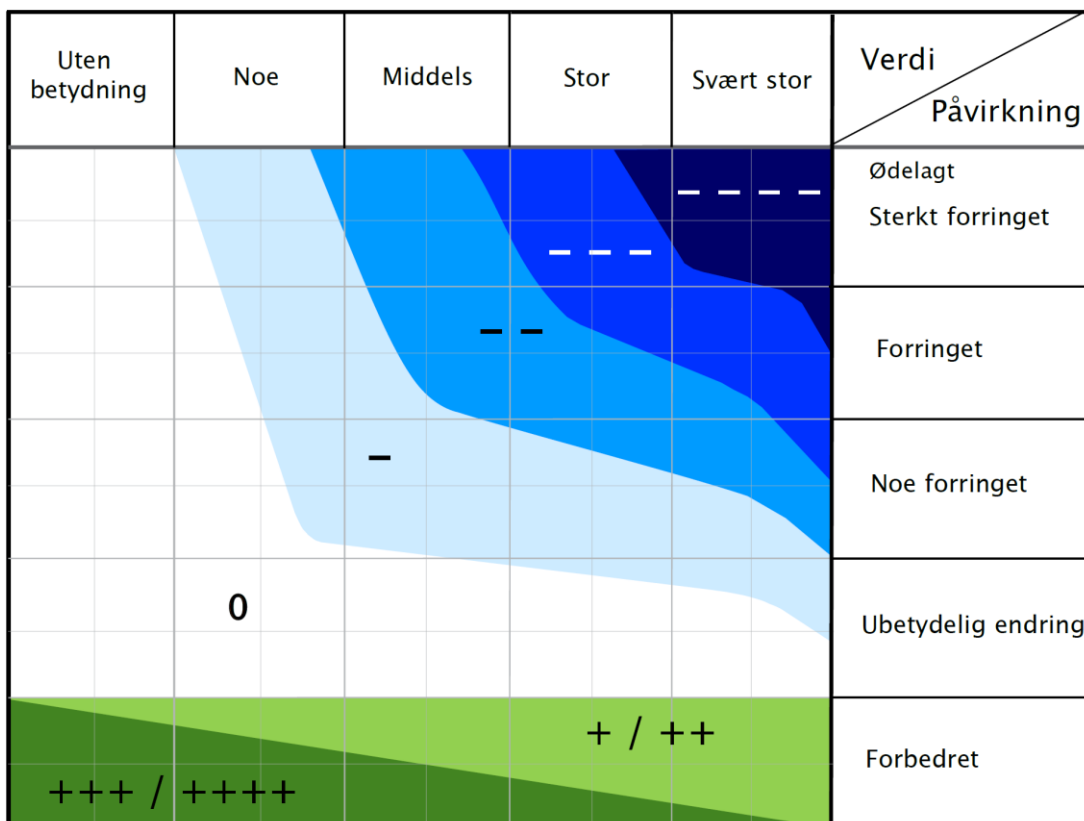 Uten
betydning
Noe
Middels
Stor
Svært stor
Verdi
Påvirkning
Ødelagt
Sterkt forringet
– – – –
– – –
– –
Forringet
–
Noe forringet
0
Ubetydelig endring
+ / ++
Forbedret
+++ / ++++